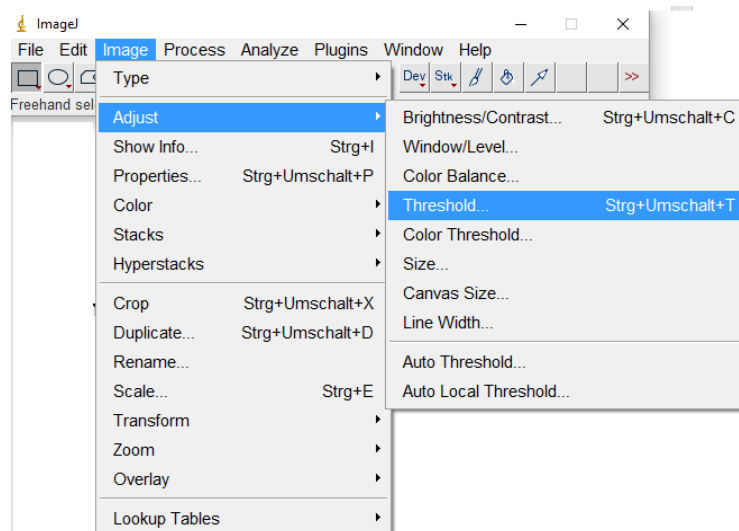 ImageJ
File Edit Image Process Analyze Plugins Window Help
Dev Stk >>
Freehand sel
Type
Adjust
Show Info... Strg+I
Properties... Strg+Umschalt+P
Color
Stacks
Hyperstacks
Crop Strg+Umschalt+X
Duplicate... Strg+Umschalt+D
Rename...
Scale... Strg+E
Transform
Zoom
Overlay
Lookup Tables
Brightness/Contrast... Strg+Umschalt+C
Window/Level...
Color Balance...
Threshold... Strg+Umschalt+T
Color Threshold...
Size...
Canvas Size...
Line Width...
Auto Threshold...
Auto Local Threshold...